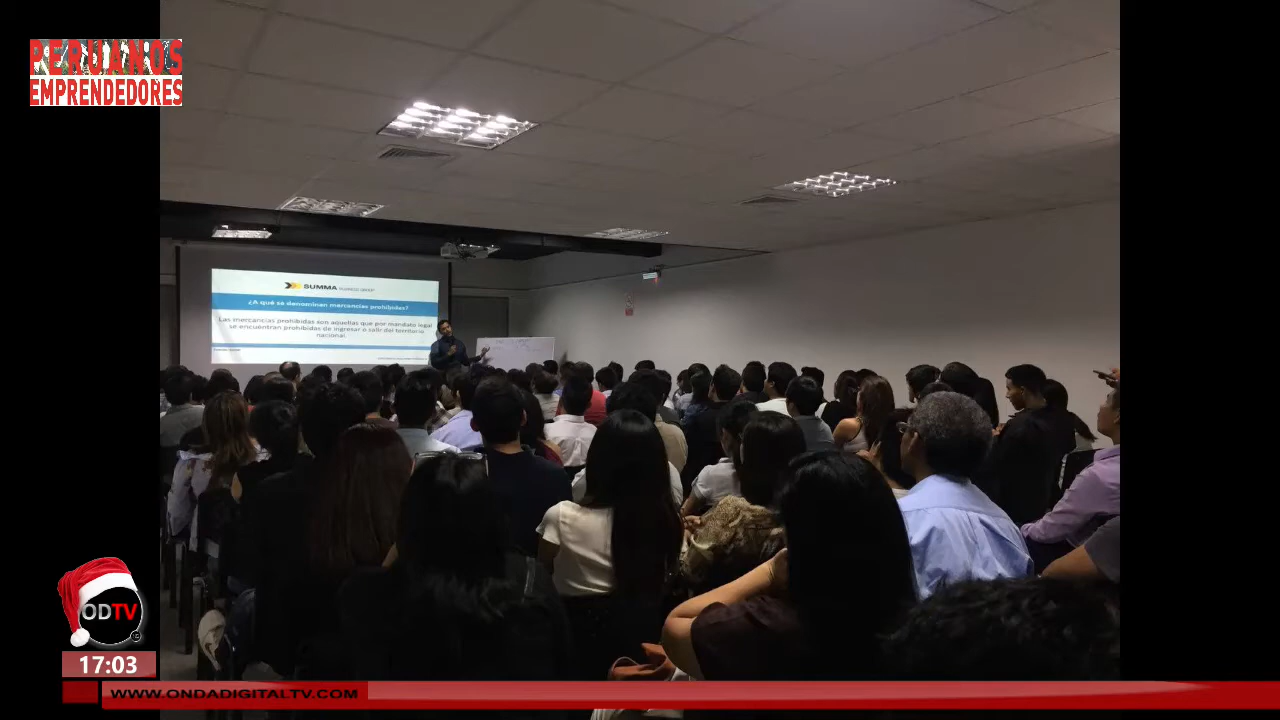 PERUANOS
EMPRENDEDORES
SUMMA
¿A qué se denominan mercancías prohibidas?
Las mercancías prohibidas son aquellas que por mandato legal
se encuentran prohibidas de ingresar o salir del territorio
nacional.
ODTV
17:03
WWW.ONDADIGITALTV.COM